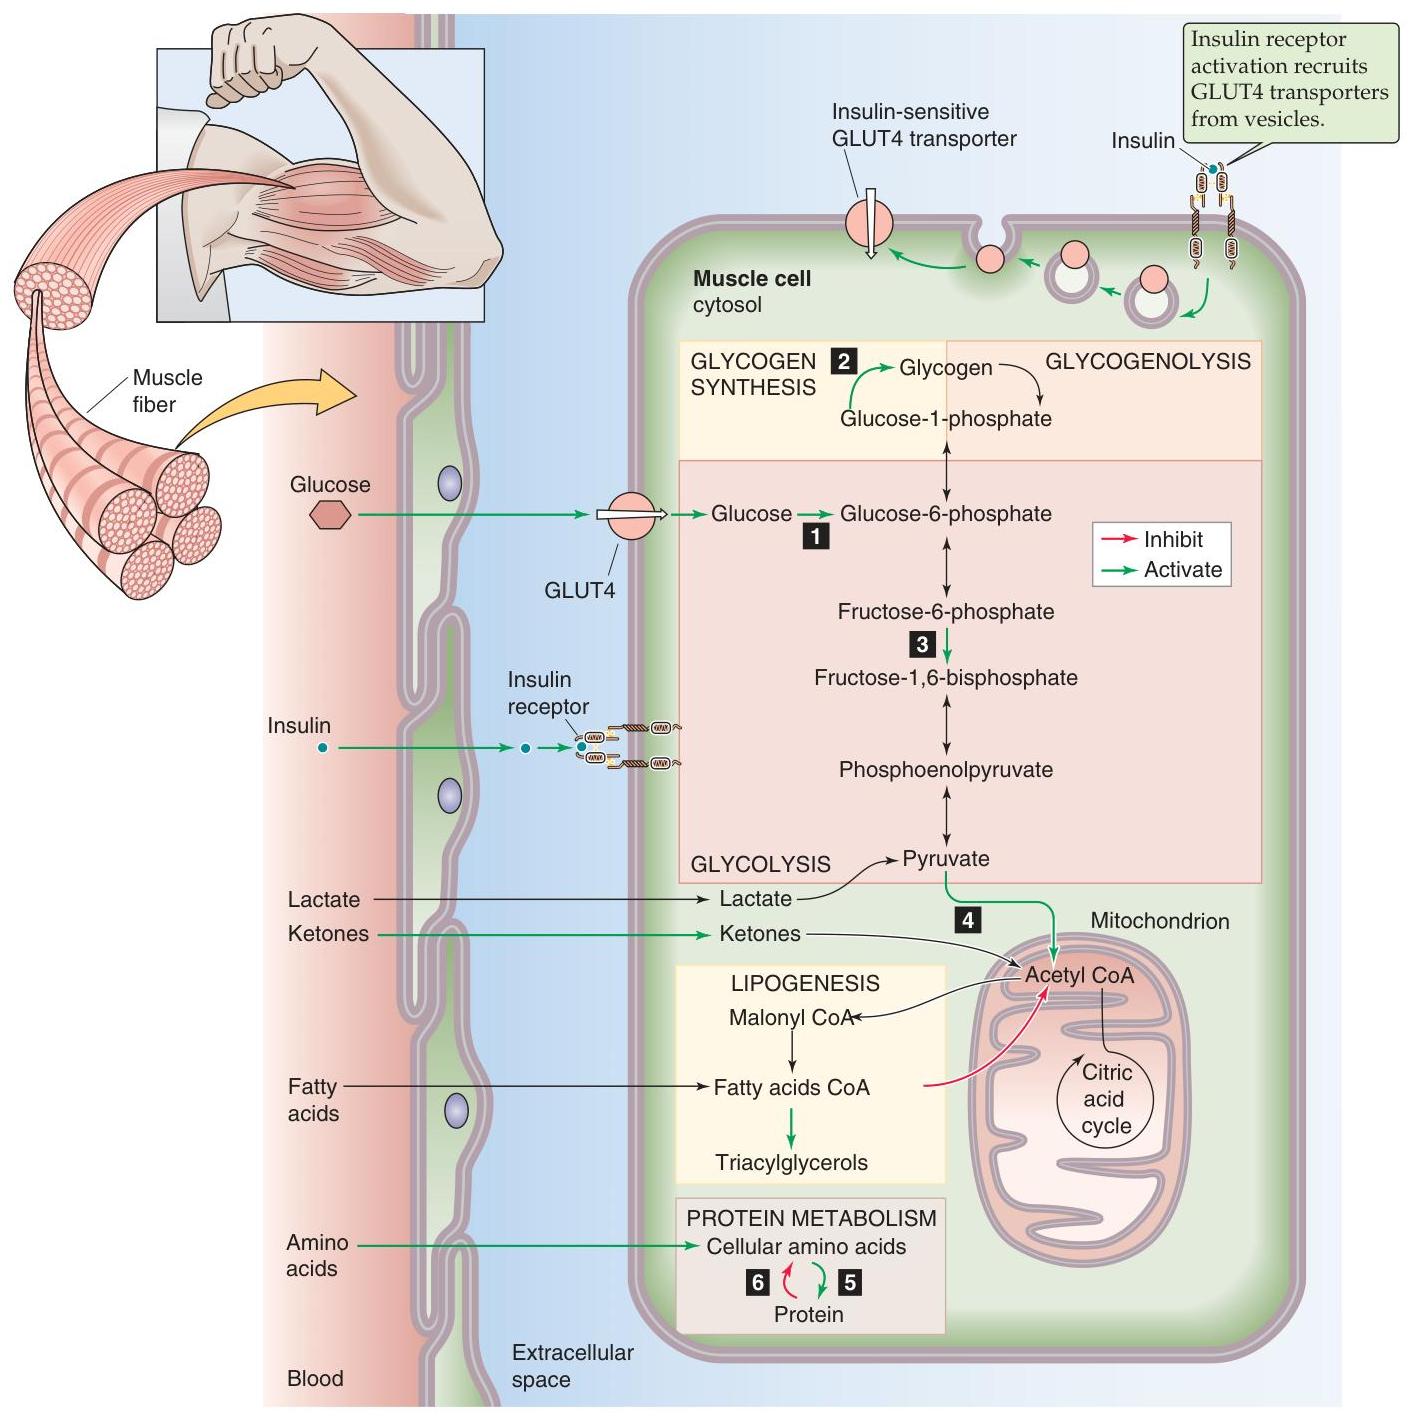 Insulin receptor
activation recruits
GLUT4 transporters
from vesicles.
Insulin-sensitive
GLUT4 transporter
Insulin
Muscle cell
cytosol
GLYCOGEN
SYNTHESIS
2
Glycogen
GLYCOGENOLYSIS
Glucose-1-phosphate
Muscle
fiber
Glucose
GLUT4
Glucose
1
Glucose-6-phosphate
Inhibit
Activate
Fructose-6-phosphate
3
Fructose-1,6-bisphosphate
Insulin
receptor
Insulin
Phosphoenolpyruvate
GLYCOLYSIS
Pyruvate
Lactate
Lactate
4
Mitochondrion
Ketones
Ketones
Acetyl CoA
LIPOGENESIS
Malonyl CoA
Fatty
acids
Fatty acids CoA
Citric
acid
cycle
Triacylglycerols
PROTEIN METABOLISM
Amino
acids
Cellular amino acids
6
5
Protein
Extracellular
space
Blood